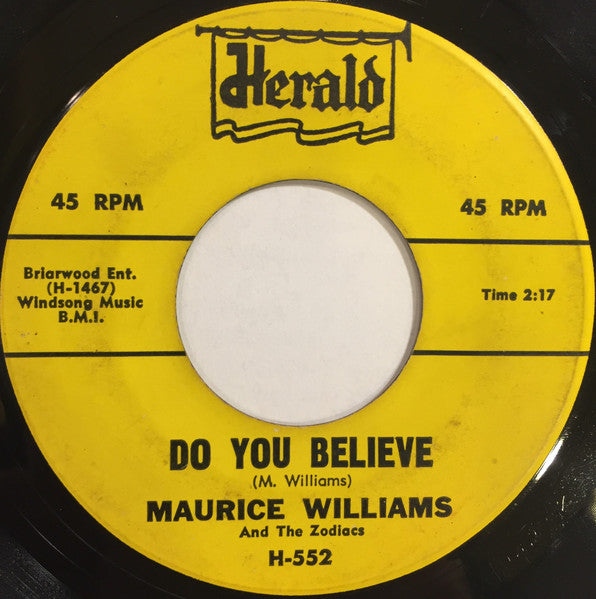 Herald
45 RPM
45 RPM
Briarwood Ent.
(H-1467)
Windsong Music
B.M.I.
Time 2:17
DO YOU BELIEVE
(M. Williams)
MAURICE WILLIAMS
And The Zodiacs
H-552